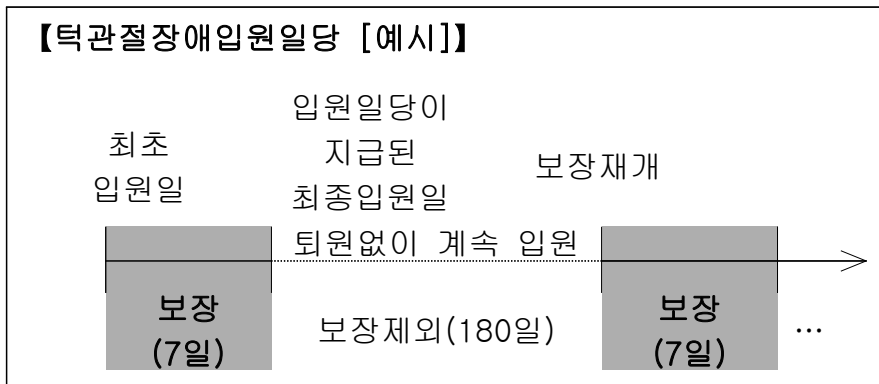 【턱관절장애입원일당 [예시]】
최초
입원일
입원일당이
지급된
최종입원일
보장재개
퇴원없이 계속 입원
보장
(7일)
보장제외(180일)
보장
(7일)
…